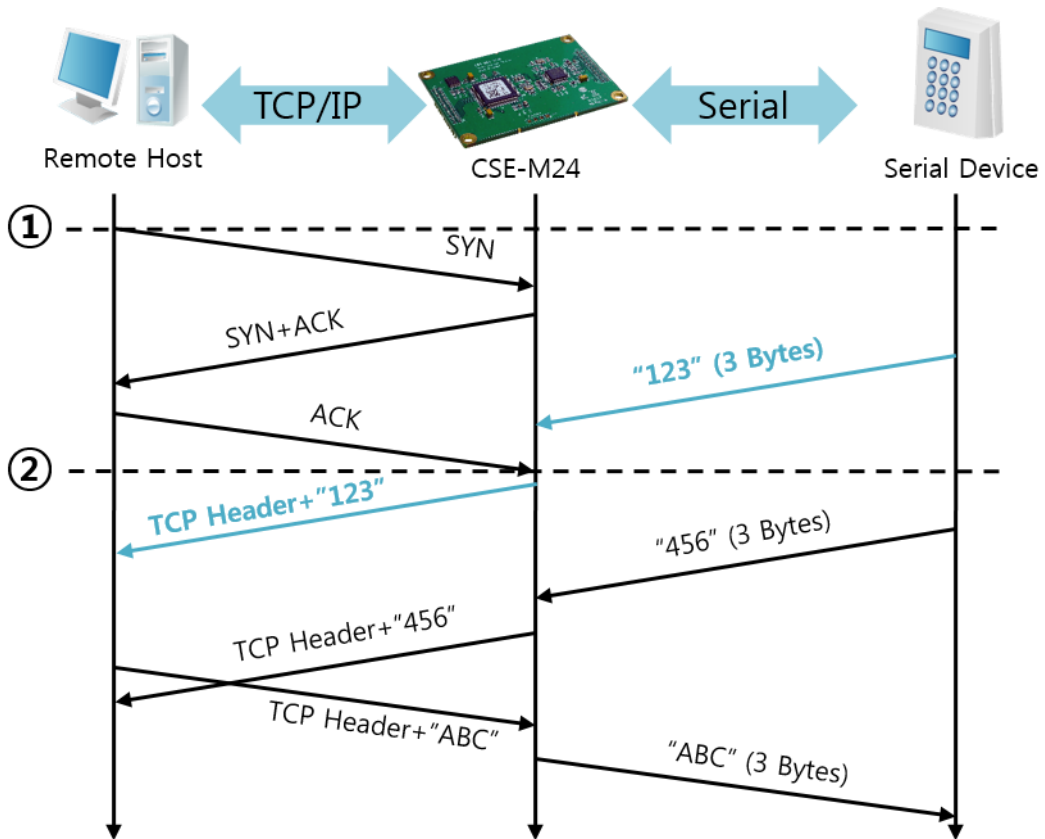 TCP/IP
Serial
Remote Host
CSE-M24
Serial Device
①
SYN
SYN+ACK
“123” (3 Bytes)
ACK
②
TCP Header+”123”
“456” (3 Bytes)
TCP Header+”456”
TCP Header+”ABC”
“ABC” (3 Bytes)